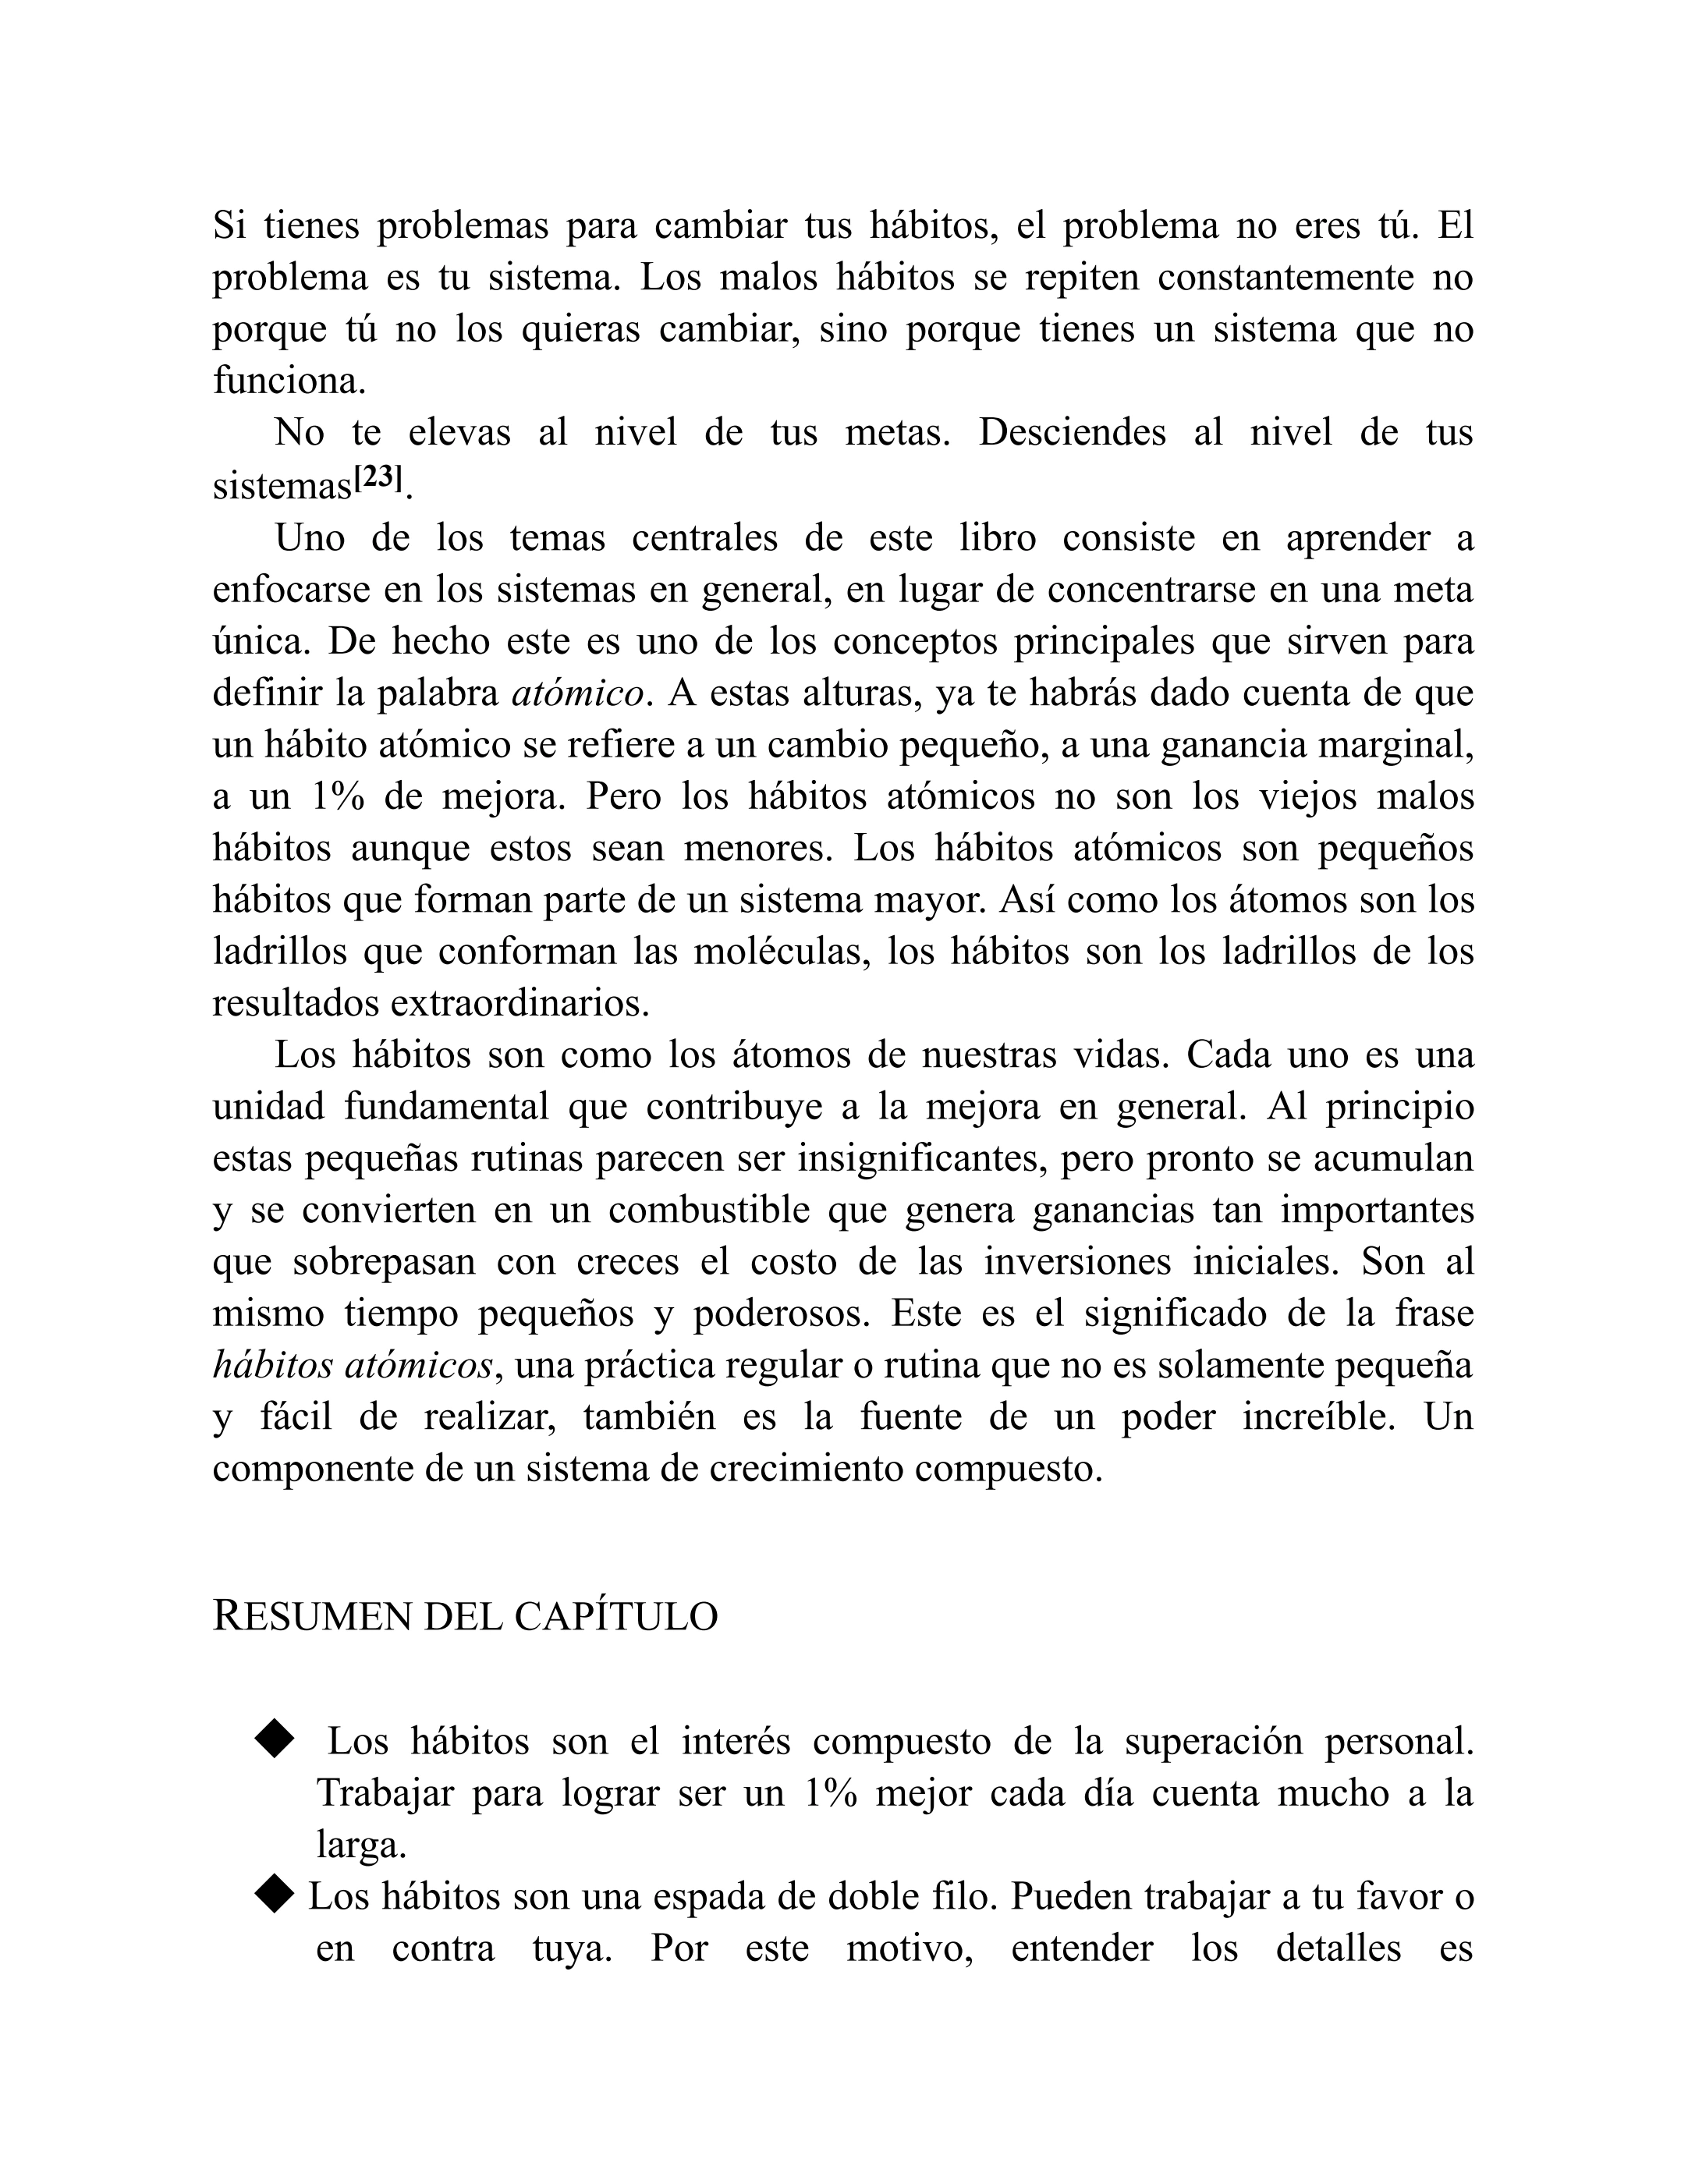 Si tienes problemas para cambiar tus hábitos, el problema no eres tú. El
problema es tu sistema. Los malos hábitos se repiten constantemente no
porque tú no los quieras cambiar, sino porque tienes un sistema que no
funciona.
No te elevas al nivel de tus metas. Desciendes al nivel de tus
sistemas[23].
Uno de los temas centrales de este libro consiste en aprender a
enfocarse en los sistemas en general, en lugar de concentrarse en una meta
única. De hecho este es uno de los conceptos principales que sirven para
definir la palabra atómico. A estas alturas, ya te habrás dado cuenta de que
un hábito atómico se refiere a un cambio pequeño, a una ganancia marginal,
a un 1% de mejora. Pero los hábitos atómicos no son los viejos malos
hábitos aunque estos sean menores. Los hábitos atómicos son pequeños
hábitos que forman parte de un sistema mayor. Así como los átomos son los
ladrillos que conforman las moléculas, los hábitos son los ladrillos de los
resultados extraordinarios.
Los hábitos son como los átomos de nuestras vidas. Cada uno es una
unidad fundamental que contribuye a la mejora en general. Al principio
estas pequeñas rutinas parecen ser insignificantes, pero pronto se acumulan
y se convierten en un combustible que genera ganancias tan importantes
que sobrepasan con creces el costo de las inversiones iniciales. Son al
mismo tiempo pequeños y poderosos. Este es el significado de la frase
hábitos atómicos, una práctica regular o rutina que no es solamente pequeña
y fácil de realizar, también es la fuente de un poder increíble. Un
componente de un sistema de crecimiento compuesto.
RESUMEN DEL CAPÍTULO
◆ Los hábitos son el interés compuesto de la superación personal.
Trabajar para lograr ser un 1% mejor cada día cuenta mucho a la
larga.
◆ Los hábitos son una espada de doble filo. Pueden trabajar a tu favor o
en contra tuya. Por este motivo, entender los detalles es